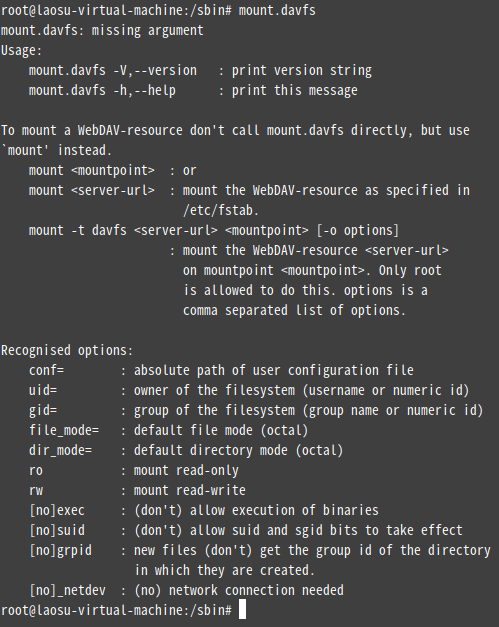 root@laosu-virtual-machine:/sbin# mount.davfs
mount.davfs: missing argument
Usage:
    mount.davfs -V,--version   : print version string
    mount.davfs -h,--help      : print this message

To mount a WebDAV-resource don't call mount.davfs directly, but use
`mount' instead.
    mount <mountpoint>  : or
    mount <server-url>  : mount the WebDAV-resource as specified in
                          /etc/fstab.
    mount -t davfs <server-url> <mountpoint> [-o options]
                        : mount the WebDAV-resource <server-url>
                          on mountpoint <mountpoint>. Only root
                          is allowed to do this. options is a
                          comma separated list of options.

Recognised options:
    conf=        : absolute path of user configuration file
    uid=         : owner of the filesystem (username or numeric id)
    gid=         : group of the filesystem (group name or numeric id)
    file_mode=   : default file mode (octal)
    dir_mode=    : default directory mode (octal)
    ro           : mount read-only
    rw           : mount read-write
    [no]exec     : (don't) allow execution of binaries
    [no]suid     : (don't) allow suid and sgid bits to take effect
    [no]grpid    : new files (don't) get the group id of the directory
                   in which they are created.
    [no]_netdev  : (no) network connection needed
root@laosu-virtual-machine:/sbin#